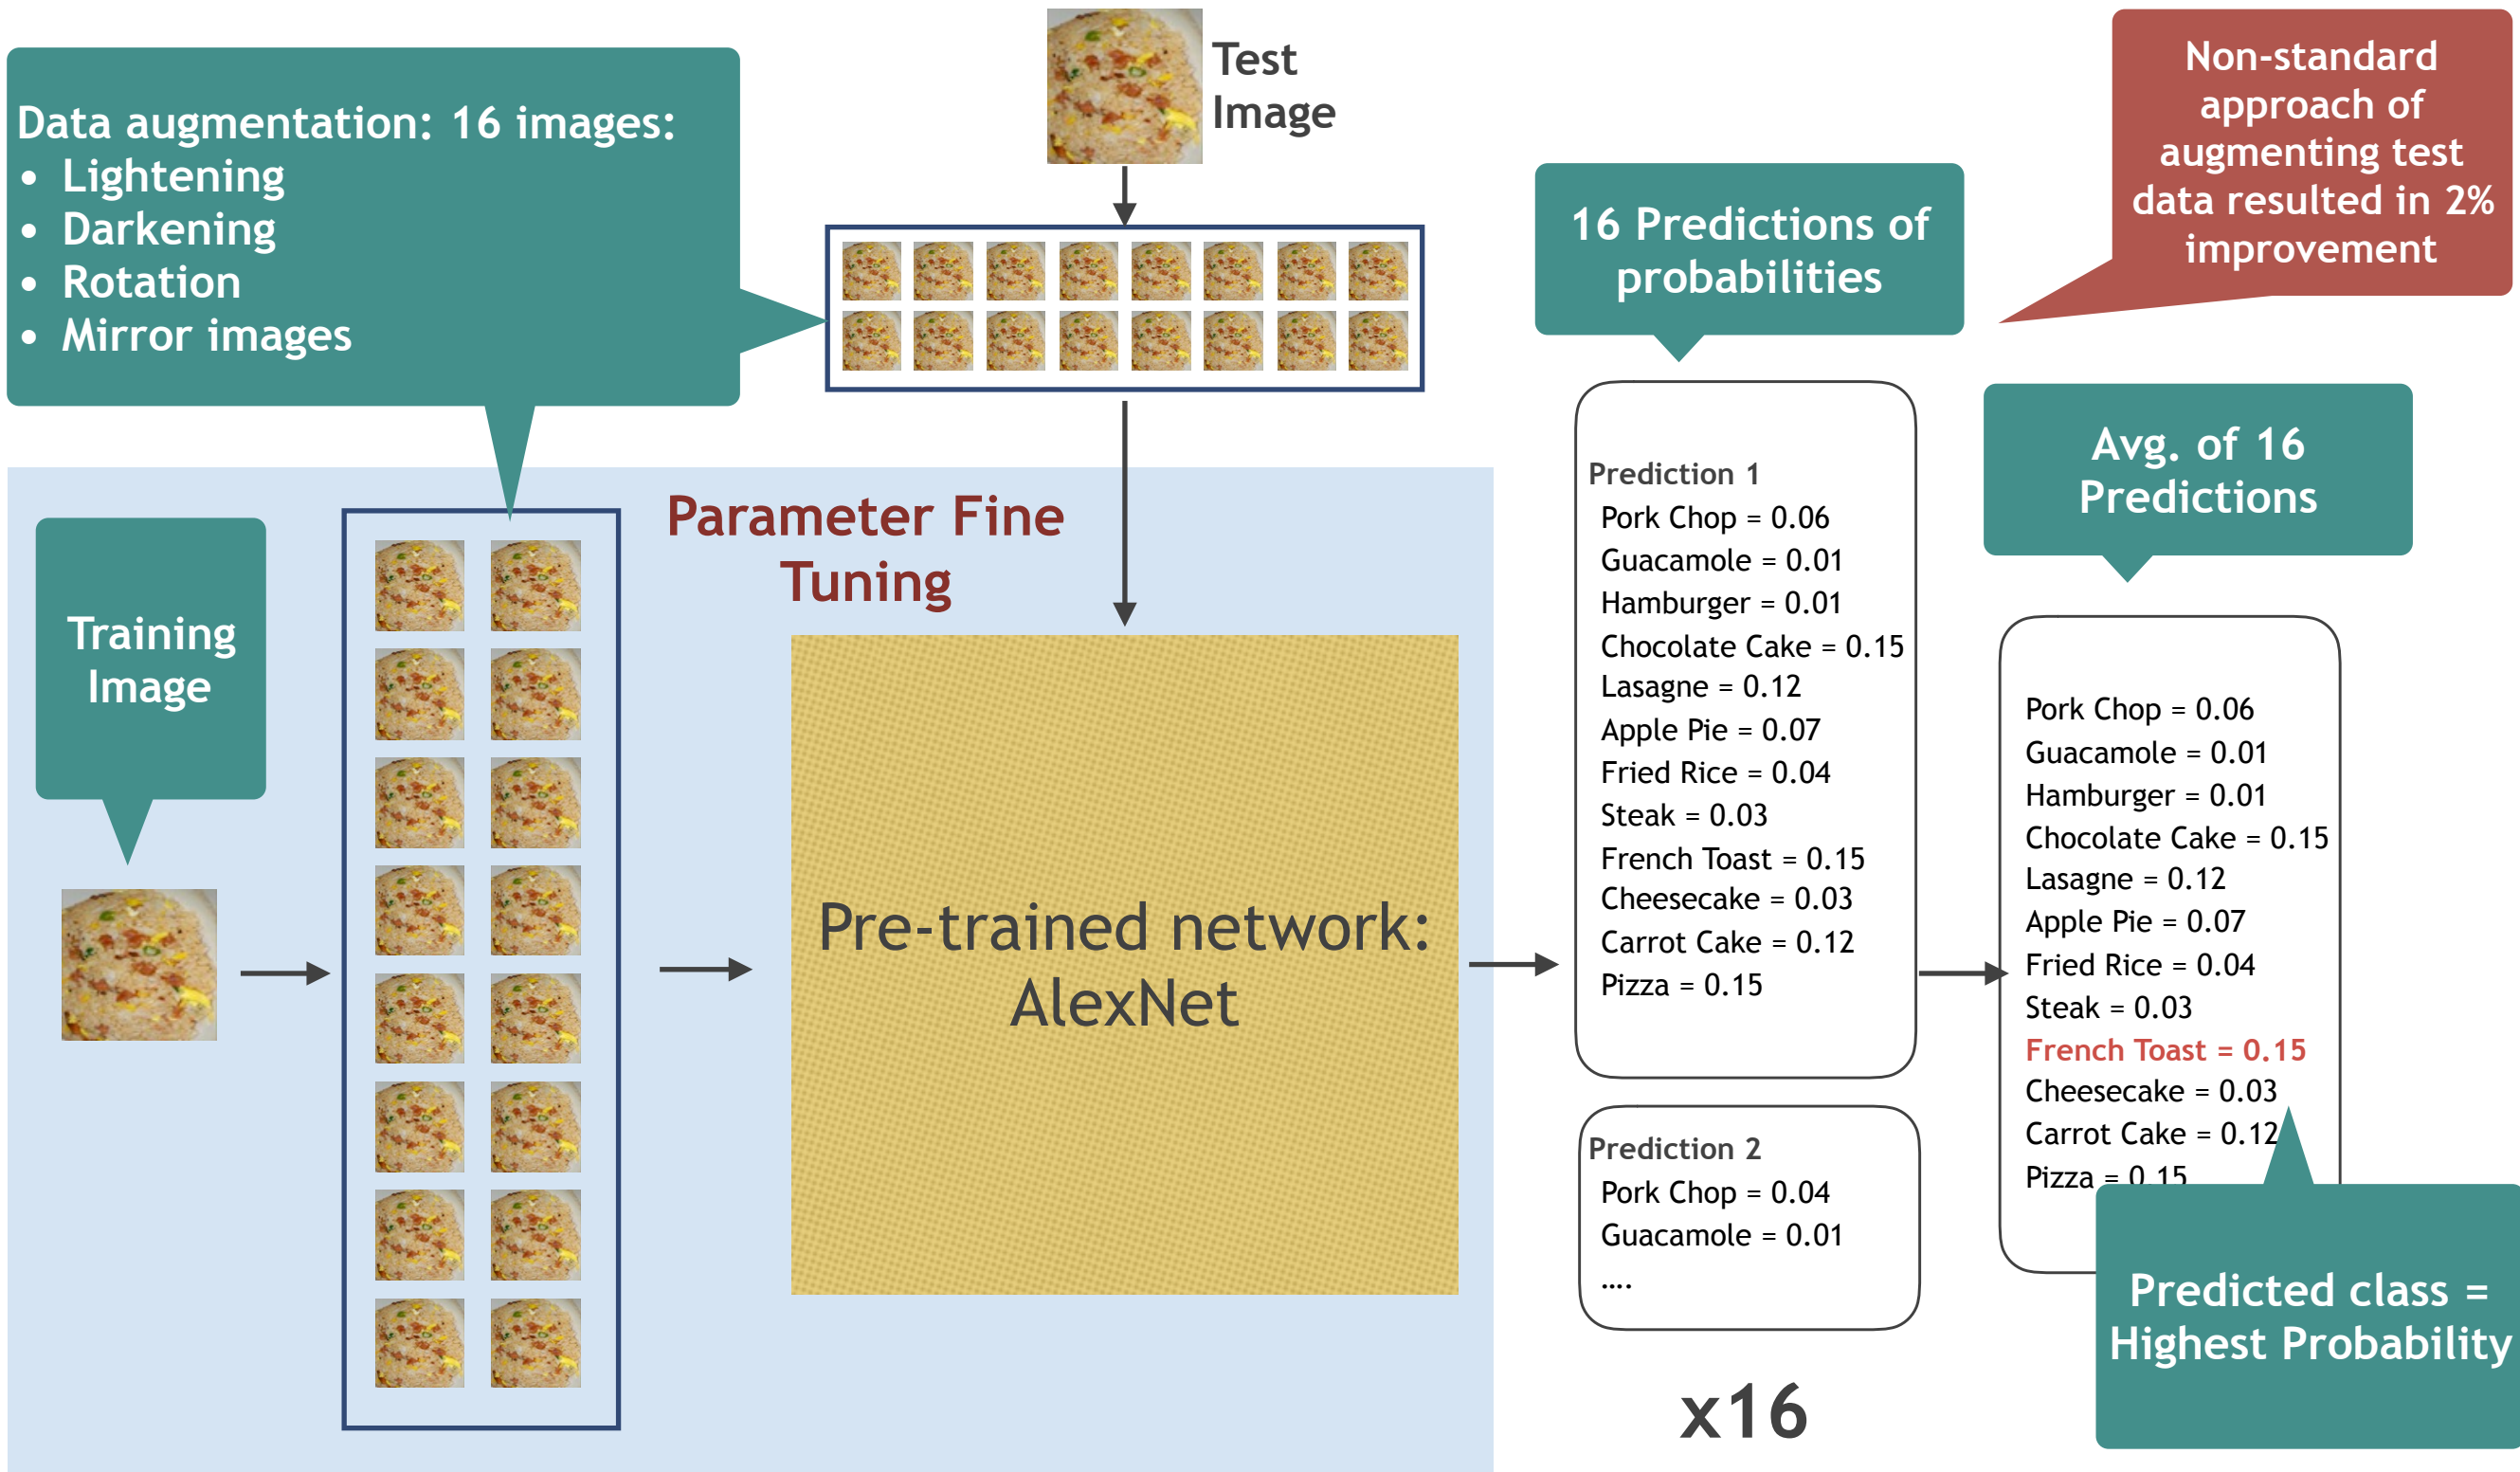 Data augmentation: 16 images:
• Lightening
• Darkening
• Rotation
• Mirror images
Test
Image
Non-standard
approach of
augmenting test
data resulted in 2%
improvement
16 Predictions of
probabilities
Avg. of 16
Predictions
Parameter Fine
Tuning
Training
Image
Pre-trained network:
AlexNet
Prediction 1
Pork Chop = 0.06
Guacamole = 0.01
Hamburger = 0.01
Chocolate Cake = 0.15
Lasagne = 0.12
Apple Pie = 0.07
Fried Rice = 0.04
Steak = 0.03
French Toast = 0.15
Cheesecake = 0.03
Carrot Cake = 0.12
Pizza = 0.15
Prediction 2
Pork Chop = 0.04
Guacamole = 0.01
....
x16
Pork Chop = 0.06
Guacamole = 0.01
Hamburger = 0.01
Chocolate Cake = 0.15
Lasagne = 0.12
Apple Pie = 0.07
Fried Rice = 0.04
Steak = 0.03
French Toast = 0.15
Cheesecake = 0.03
Carrot Cake = 0.12
Pizza = 0.15
Predicted class =
Highest Probability